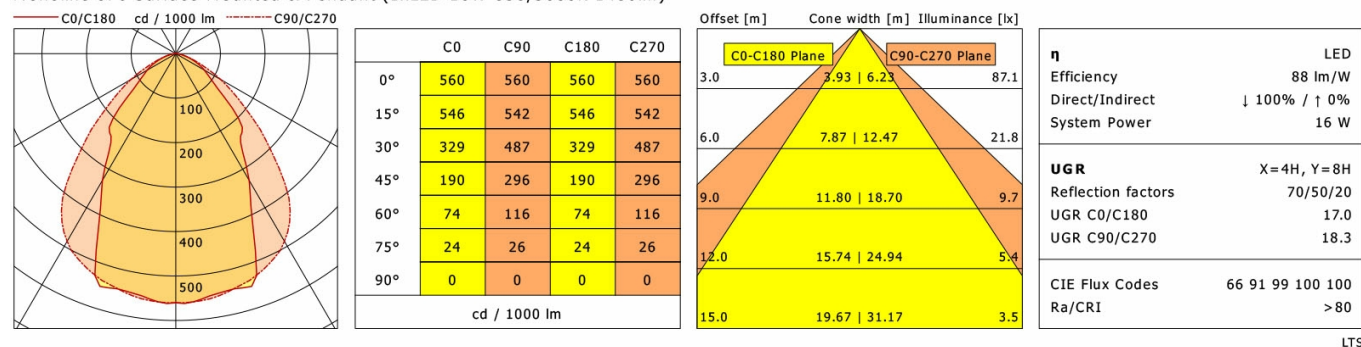 C0/C180 cd / 1000 lm C90/C270
100
200
300
400
500
C0 C90 C180 C270
0° 560 560 560 560
15° 546 542 546 542
30° 329 487 329 487
45° 190 296 190 296
60° 74 116 74 116
75° 24 26 24 26
90° 0 0 0 0
cd / 1000 lm
Offset [m] Cone width [m] Illuminance [lx]
C0-C180 Plane C90-C270 Plane
3.0 3.93 | 6.23 87.1
6.0 7.87 | 12.47 21.8
9.0 11.80 | 18.70 9.7
12.0 15.74 | 24.94 5.4
15.0 19.67 | 31.17 3.5
η LED
Efficiency 88 lm/W
Direct/Indirect ↓ 100% / ↑ 0%
System Power 16 W
UGR X=4H, Y=8H
Reflection factors 70/50/20
UGR C0/C180 17.0
UGR C90/C270 18.3
CIE Flux Codes 66 91 99 100 100
Ra/CRI >80
LTS